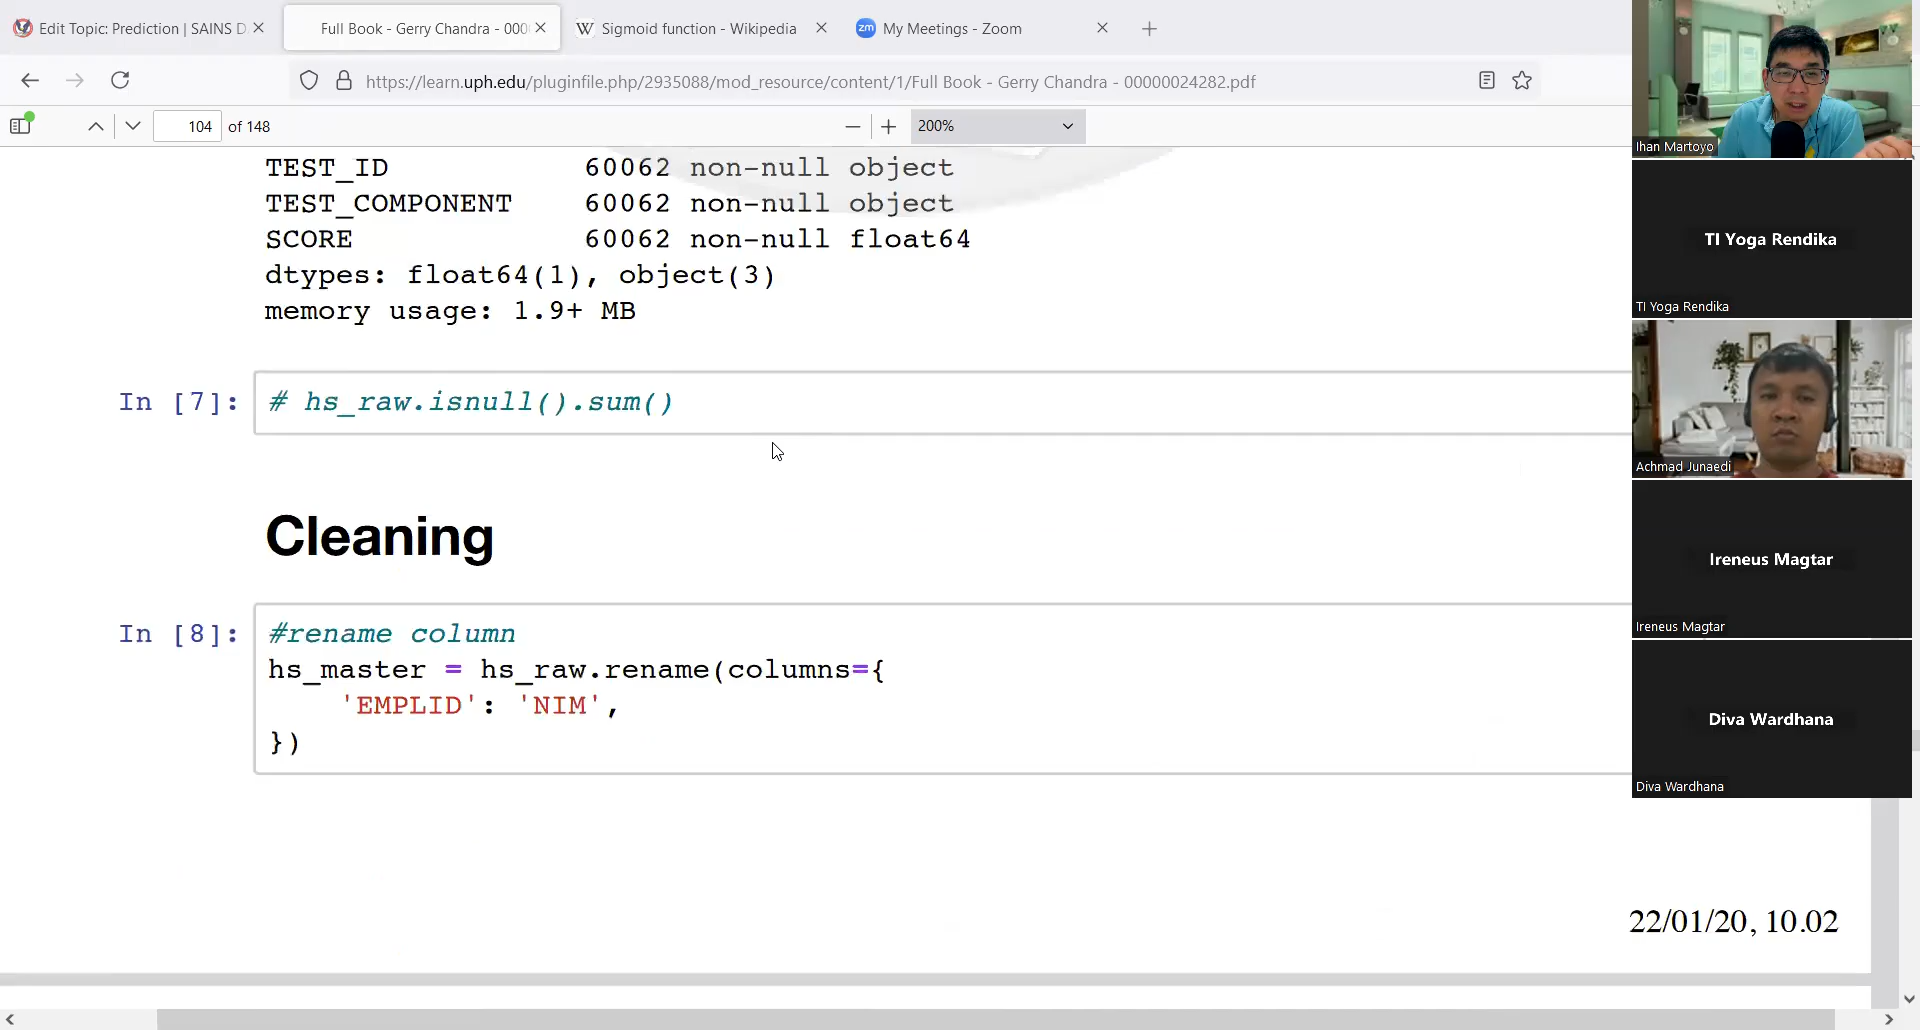 Edit Topic: Prediction | SAINS D
Full Book - Gerry Chandra - 000
W Sigmoid function - Wikipedia
zm My Meetings - Zoom
https://learn.uph.edu/pluginfile.php/2935088/mod_resource/content/1/Full Book - Gerry Chandra - 00000024282.pdf
104 of 148
200%
TEST_ID 60062 non-null object
TEST_COMPONENT 60062 non-null object
SCORE 60062 non-null float64
dtypes: float64(1), object(3)
memory usage: 1.9+ MB
In [7]: # hs_raw.isnull().sum()
Cleaning
In [8]: #rename column
hs_master = hs_raw.rename(columns={
'EMPLID': 'NIM',
})
22/01/20, 10.02
Ihan Martoyo
TI Yoga Rendika
TI Yoga Rendika
Achmad Junaedi
Ireneus Magtar
Ireneus Magtar
Diva Wardhana
Diva Wardhana